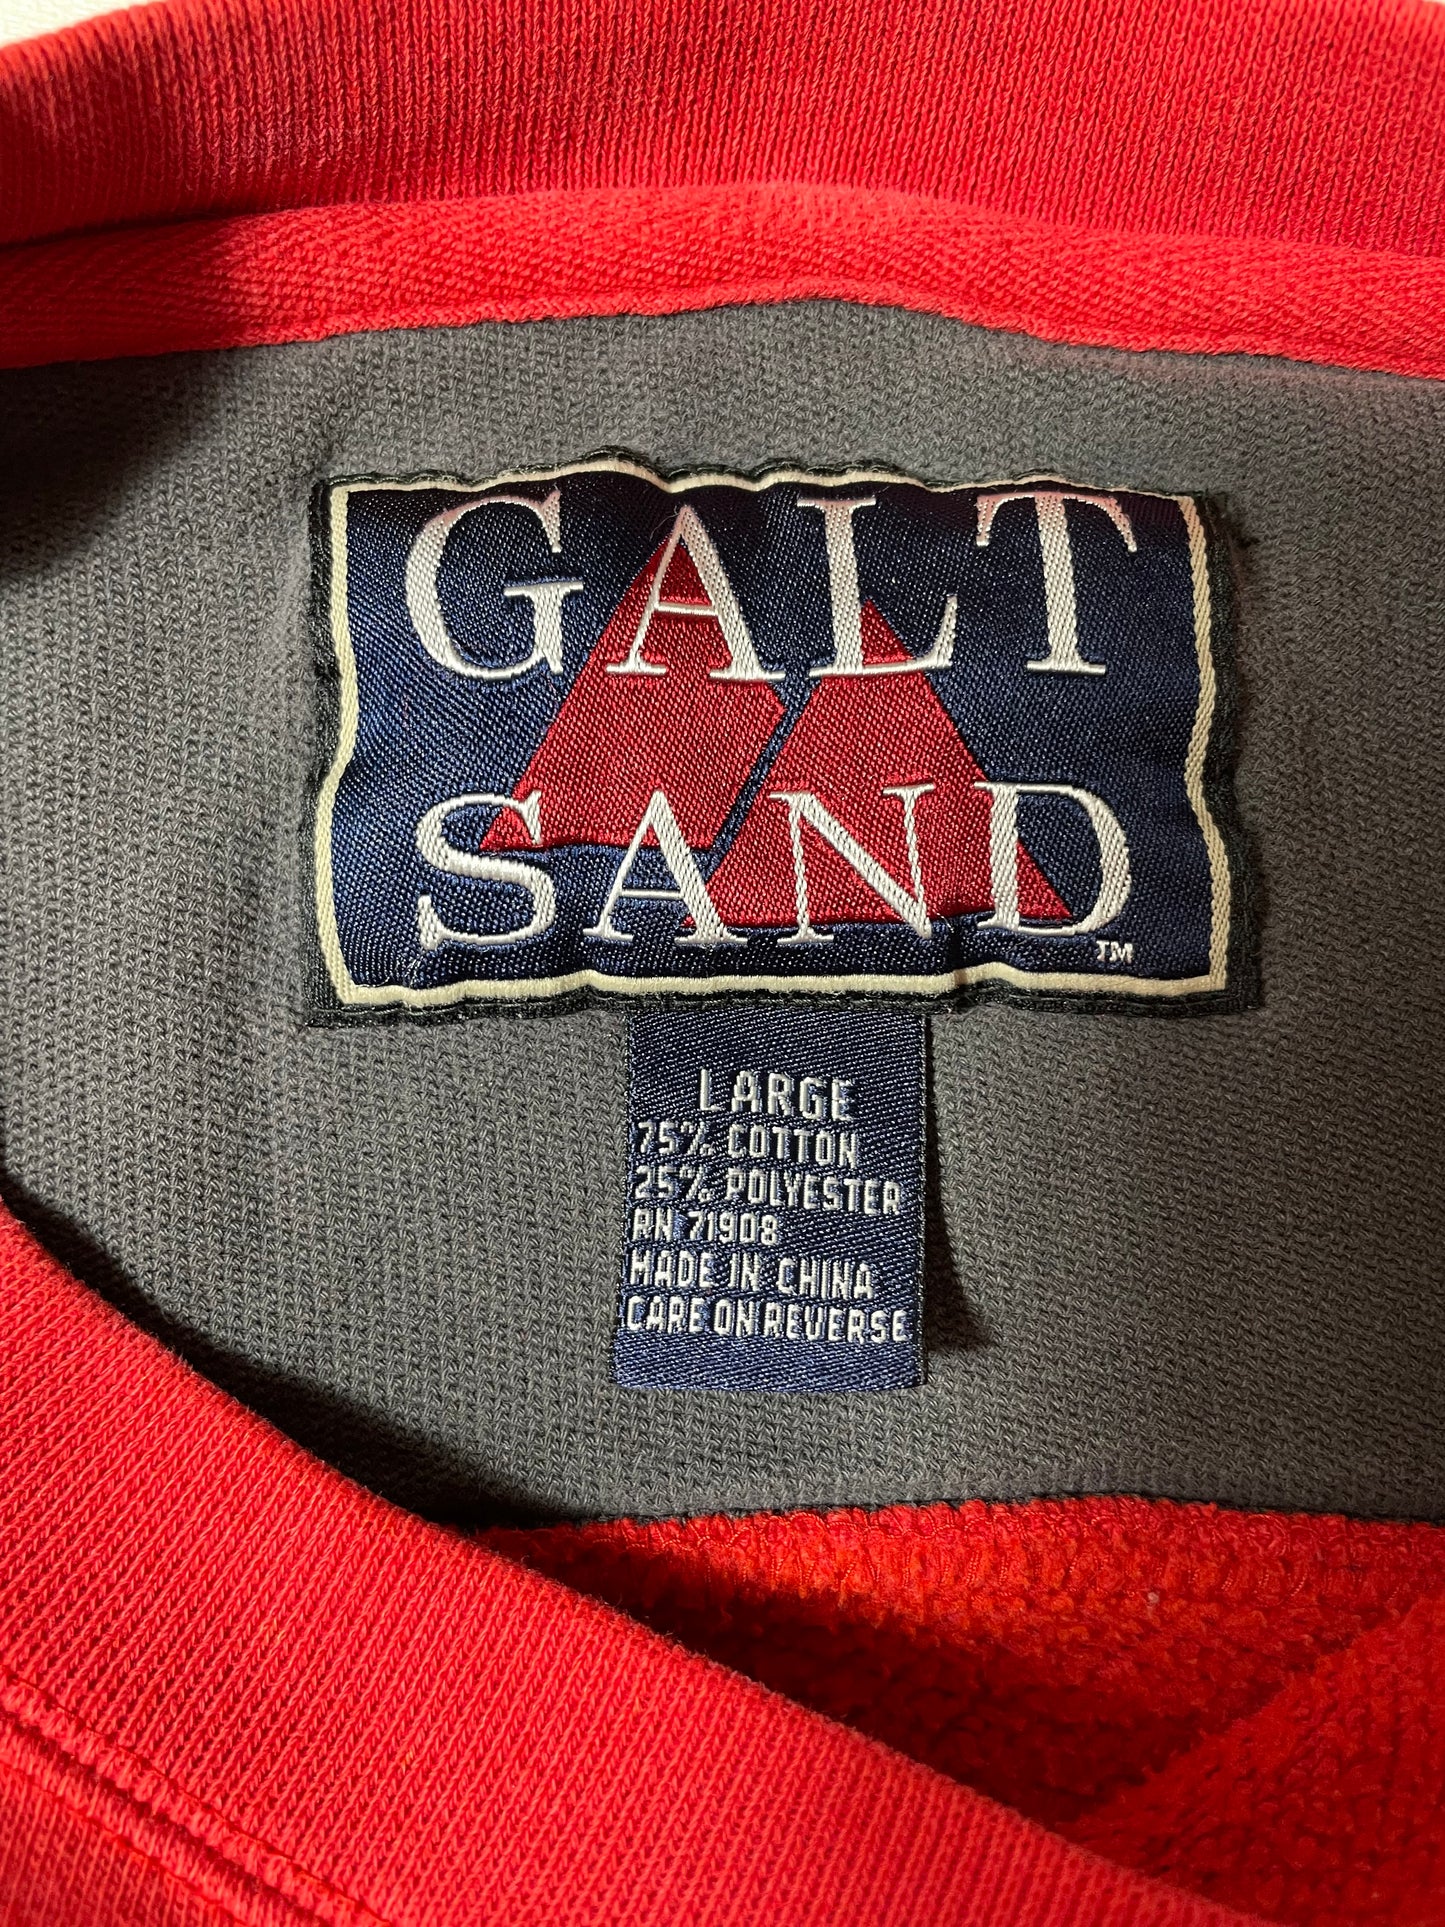 GALT
SAND
TM
LARGE
75% COTTON
25% POLYESTER
RN 71908
MADE IN CHINA
CARE ON REVERSE